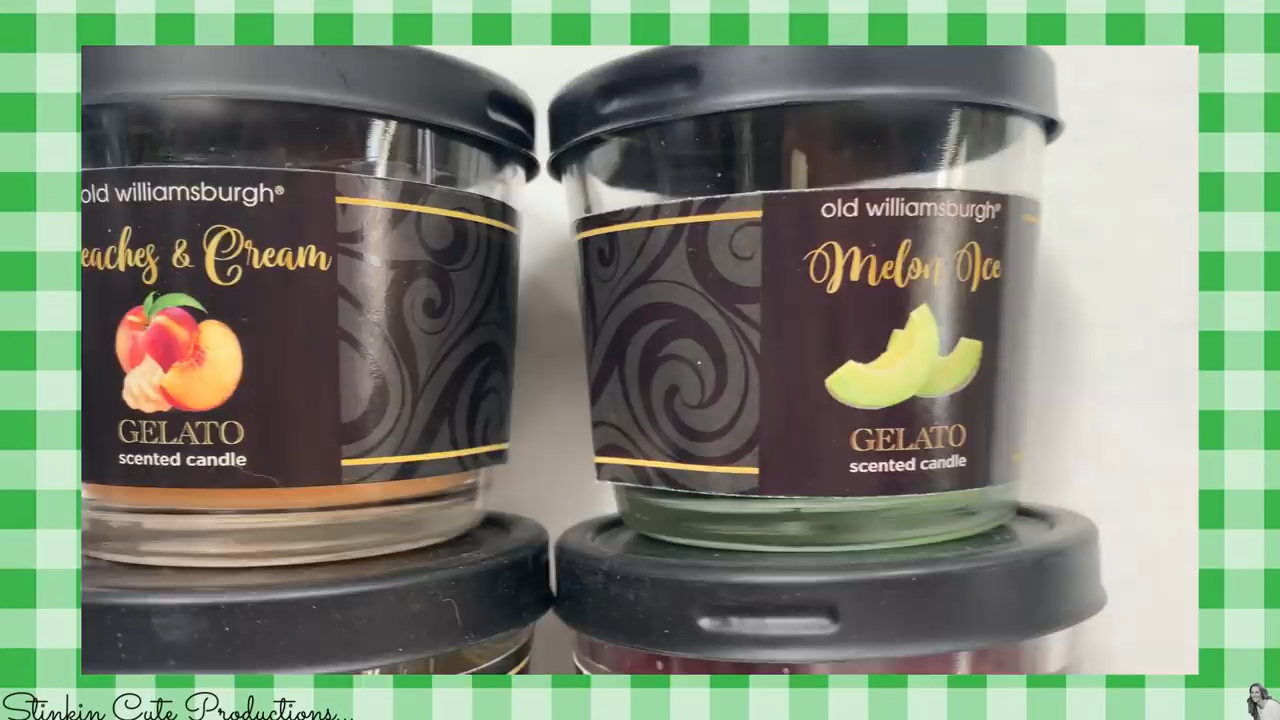 old williamsburgh®
eaches & Cream
GELATO
scented candle
old williamsburgh®
Melon Ice
GELATO
scented candle
Stinkin Cute Productions...